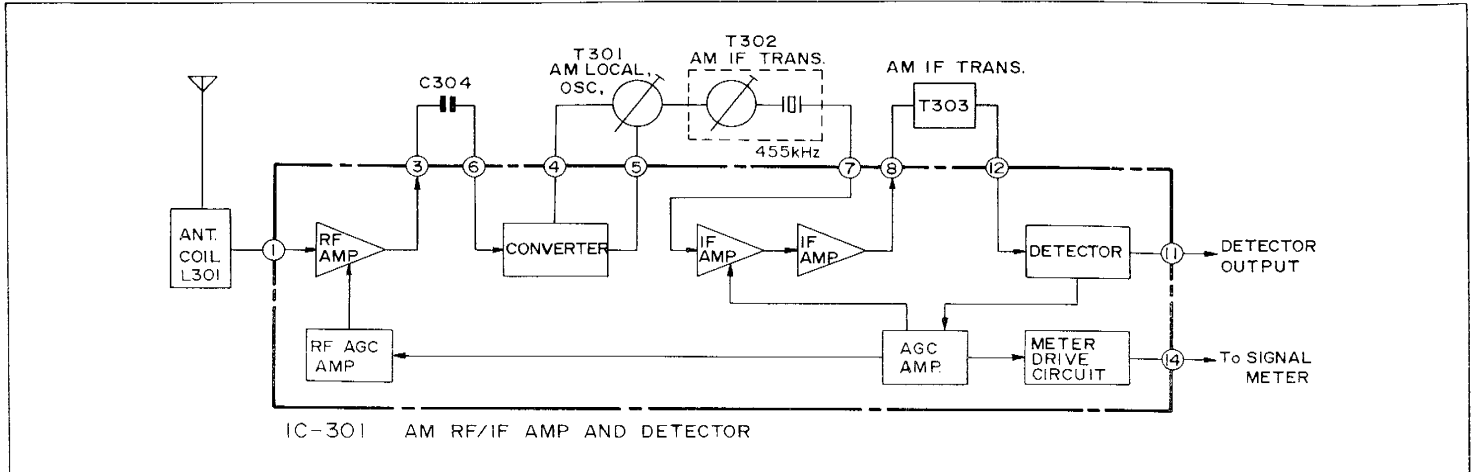 T301
AM LOCAL,
OSC,
T302
AM IF TRANS.
C304
AM IF TRANS.
T303
455kHz
3
6
4
5
7
8
12
ANT.
COIL
L301
1
RF
AMP
CONVERTER
IF
AMP
IF
AMP
DETECTOR
11
DETECTOR
OUTPUT
RF AGC
AMP
AGC
AMP.
METER
DRIVE
CIRCUIT
14
To SIGNAL
METER
IC-301 AM RF/IF AMP AND DETECTOR